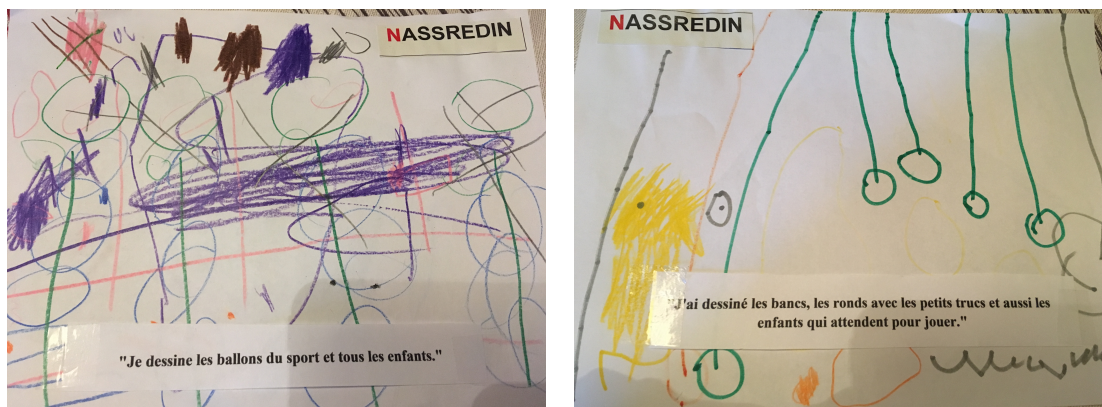 NASSREDIN
"Je dessine les ballons du sport et tous les enfants."
NASSREDIN
"J'ai dessiné les bancs, les ronds avec les petits trucs et aussi les
enfants qui attendent pour jouer."